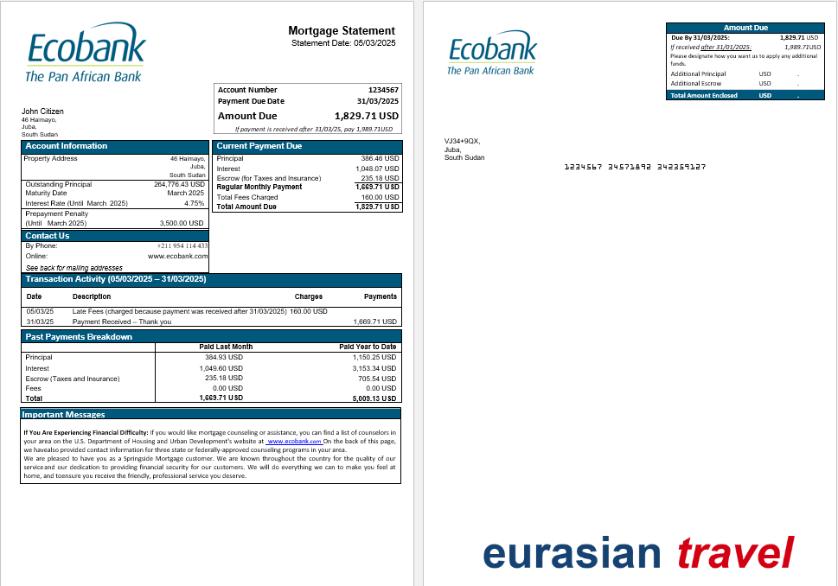 Ecobank
The Pan African Bank
Mortgage Statement
Statement Date: 05/03/2025
Account Number 1234567
Payment Due Date 31/03/2025
Amount Due 1,829.71 USD
If payment is received after 31/03/25, pay 1,989.71USD
John Citizen
46 Haimayo,
Juba,
South Sudan
Account Information
Property Address 46 Haimayo,
Juba,
South Sudan
Outstanding Principal 264,776.43 USD
Maturity Date March 2025
Interest Rate (Until March 2025) 4.75%
Prepayment Penalty
(Until March 2025) 3,500.00 USD
Contact Us
By Phone: +211 954 114 433
Online: www.ecobank.com
See back for mailing addresses
Current Payment Due
Principal 386.46 USD
Interest 1,048.07 USD
Escrow (for Taxes and Insurance) 235.18 USD
Regular Monthly Payment 1,669.71 USD
Total Fees Charged 160.00 USD
Total Amount Due 1,829.71 USD
Transaction Activity (05/03/2025 – 31/03/2025)
Date Description Charges Payments
05/03/25 Late Fees (charged because payment was received after 31/03/2025) 160.00 USD
31/03/25 Payment Received – Thank you 1,669.71 USD
Past Payments Breakdown
Paid Last Month Paid Year to Date
Principal 384.93 USD 1,150.25 USD
Interest 1,049.60 USD 3,153.34 USD
Escrow (Taxes and Insurance) 235.18 USD 705.54 USD
Fees 0.00 USD 0.00 USD
Total 1,669.71 USD 5,009.13 USD
Important Messages
If You Are Experiencing Financial Difficulty: if you would like mortgage counseling or assistance, you can find a list of counselors in
your area on the U.S. Department of Housing and Urban Development's website at www.ecobank.com On the back of this page,
we havealso provided contact information for three state or federally-approved counseling programs in your area.
We are pleased to have you as a Springside Mortgage customer. We are known throughout the country for the quality of our
service and our dedication to providing financial security for our customers. We will do everything we can to make you feel at
home, and toensure you receive the friendly, professional service you deserve.
Ecobank
The Pan African Bank
Amount Due
Due By 31/03/2025: 1,829.71 USD
If received after 31/01/2025: 1,989.71USD
Please designate how you want us to apply any additional
funds.
Additional Principal USD .
Additional Escrow USD .
Total Amount Enclosed USD .
VJ34+9QX,
Juba,
South Sudan
1234567 34571892 342359127
eurasian travel